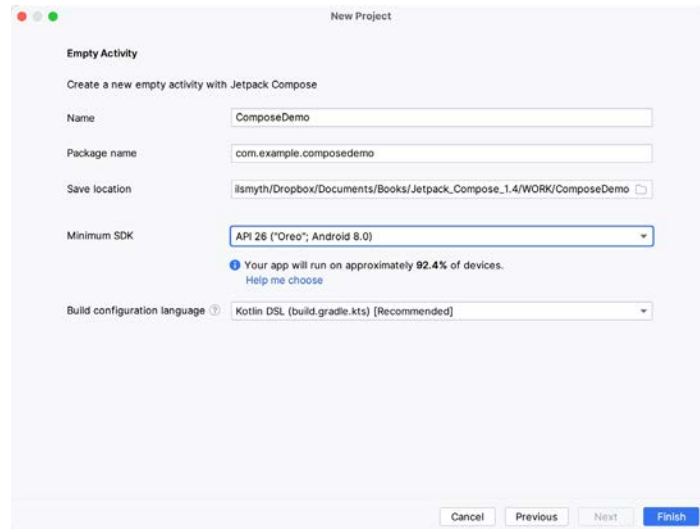 New Project
Empty Activity
Create a new empty activity with Jetpack Compose
Name ComposeDemo
Package name com.example.composedemo
Save location ilsmyth/Dropbox/Documents/Books/Jetpack_Compose_1.4/WORK/ComposeDemo
Minimum SDK API 26 ("Oreo"; Android 8.0)
Your app will run on approximately 92.4% of devices.
Help me choose
Build configuration language ? Kotlin DSL (build.gradle.kts) [Recommended]
Cancel Previous Next Finish